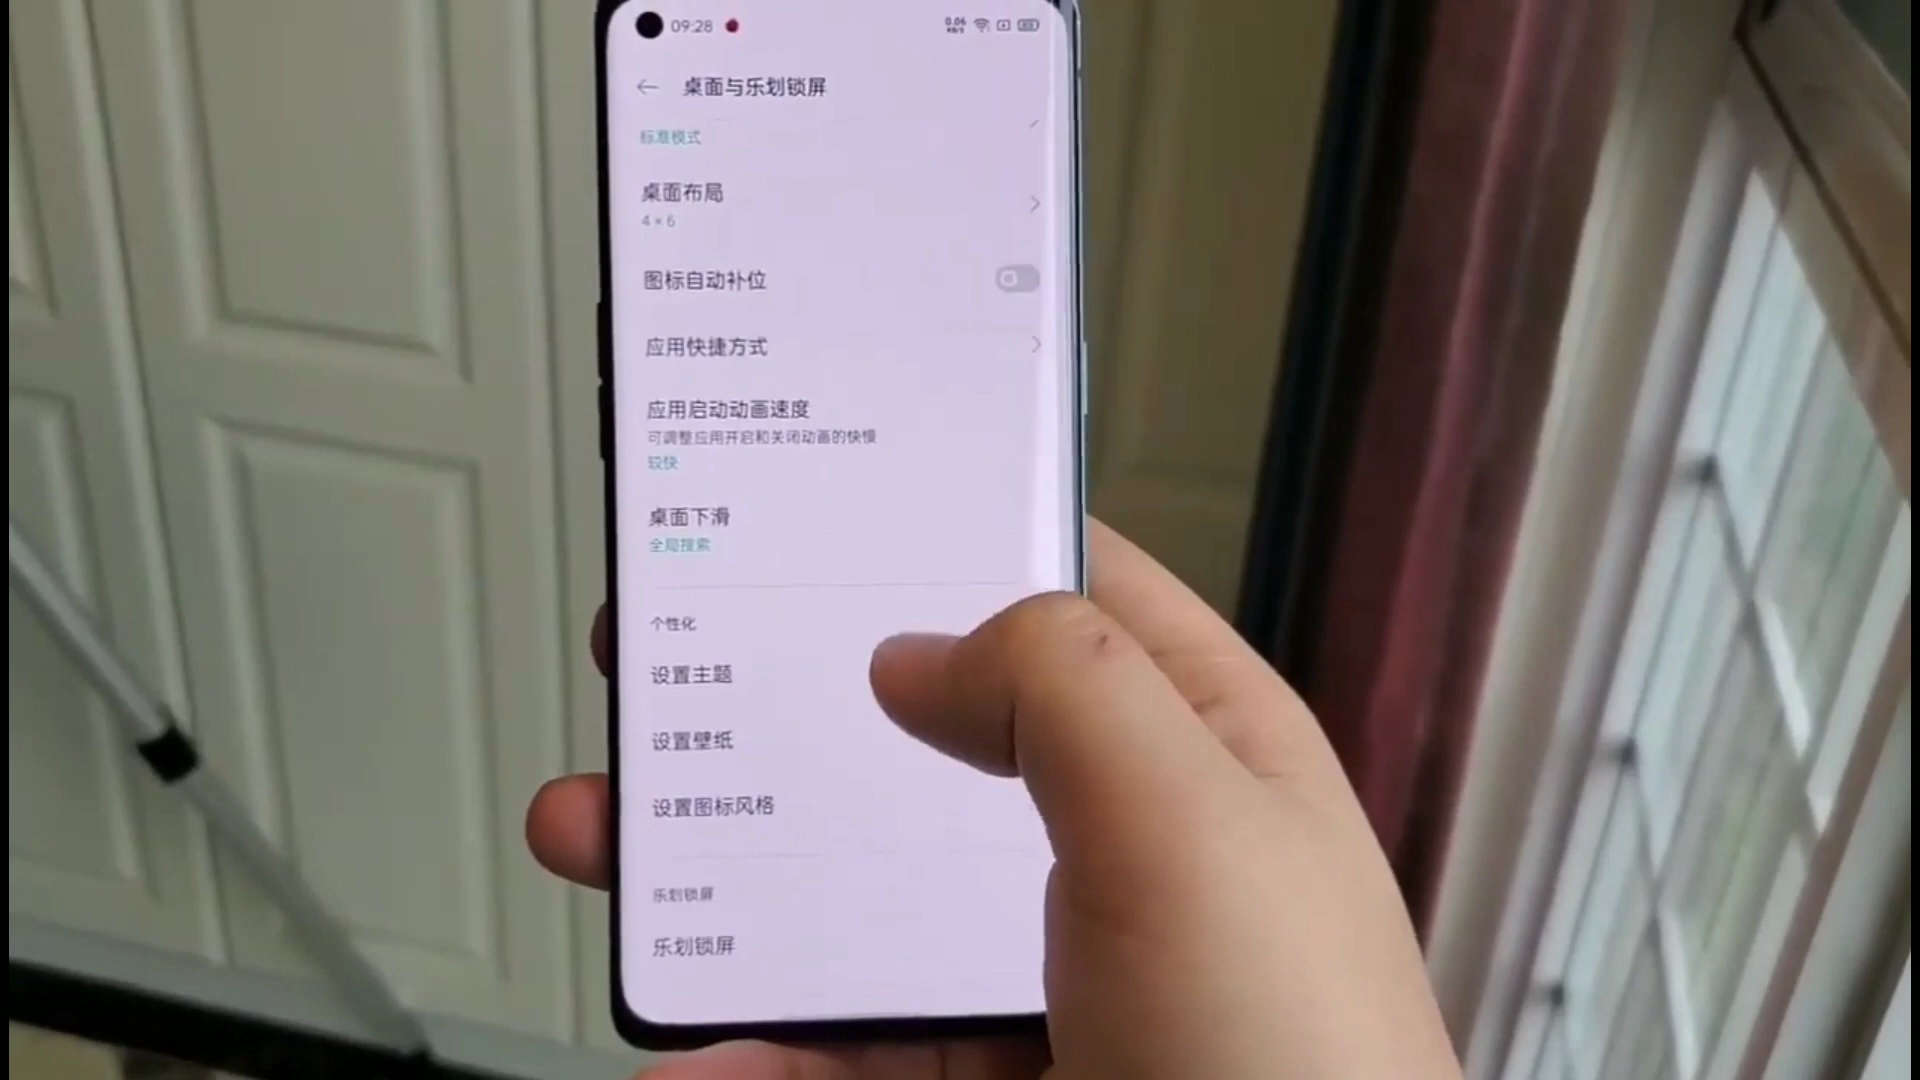 09:28
0.06
KB/S
桌面与乐划锁屏
标准模式
桌面布局
4×6
图标自动补位
应用快捷方式
应用启动动画速度
可调整应用开启和关闭动画的快慢
较快
桌面下滑
全局搜索
个性化
设置主题
设置壁纸
设置图标风格
乐划锁屏
乐划锁屏